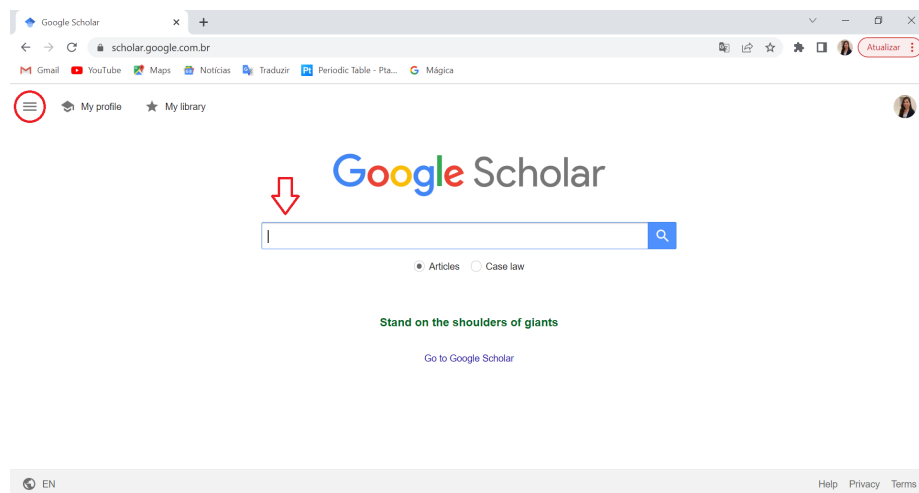 Google Scholar
scholar.google.com.br
Atualizar
Gmail YouTube Maps Notícias Traduzir Pt Periodic Table - Pta... Mágica
My profile My library
Google Scholar
Articles Case law
Stand on the shoulders of giants
Go to Google Scholar
EN Help Privacy Terms